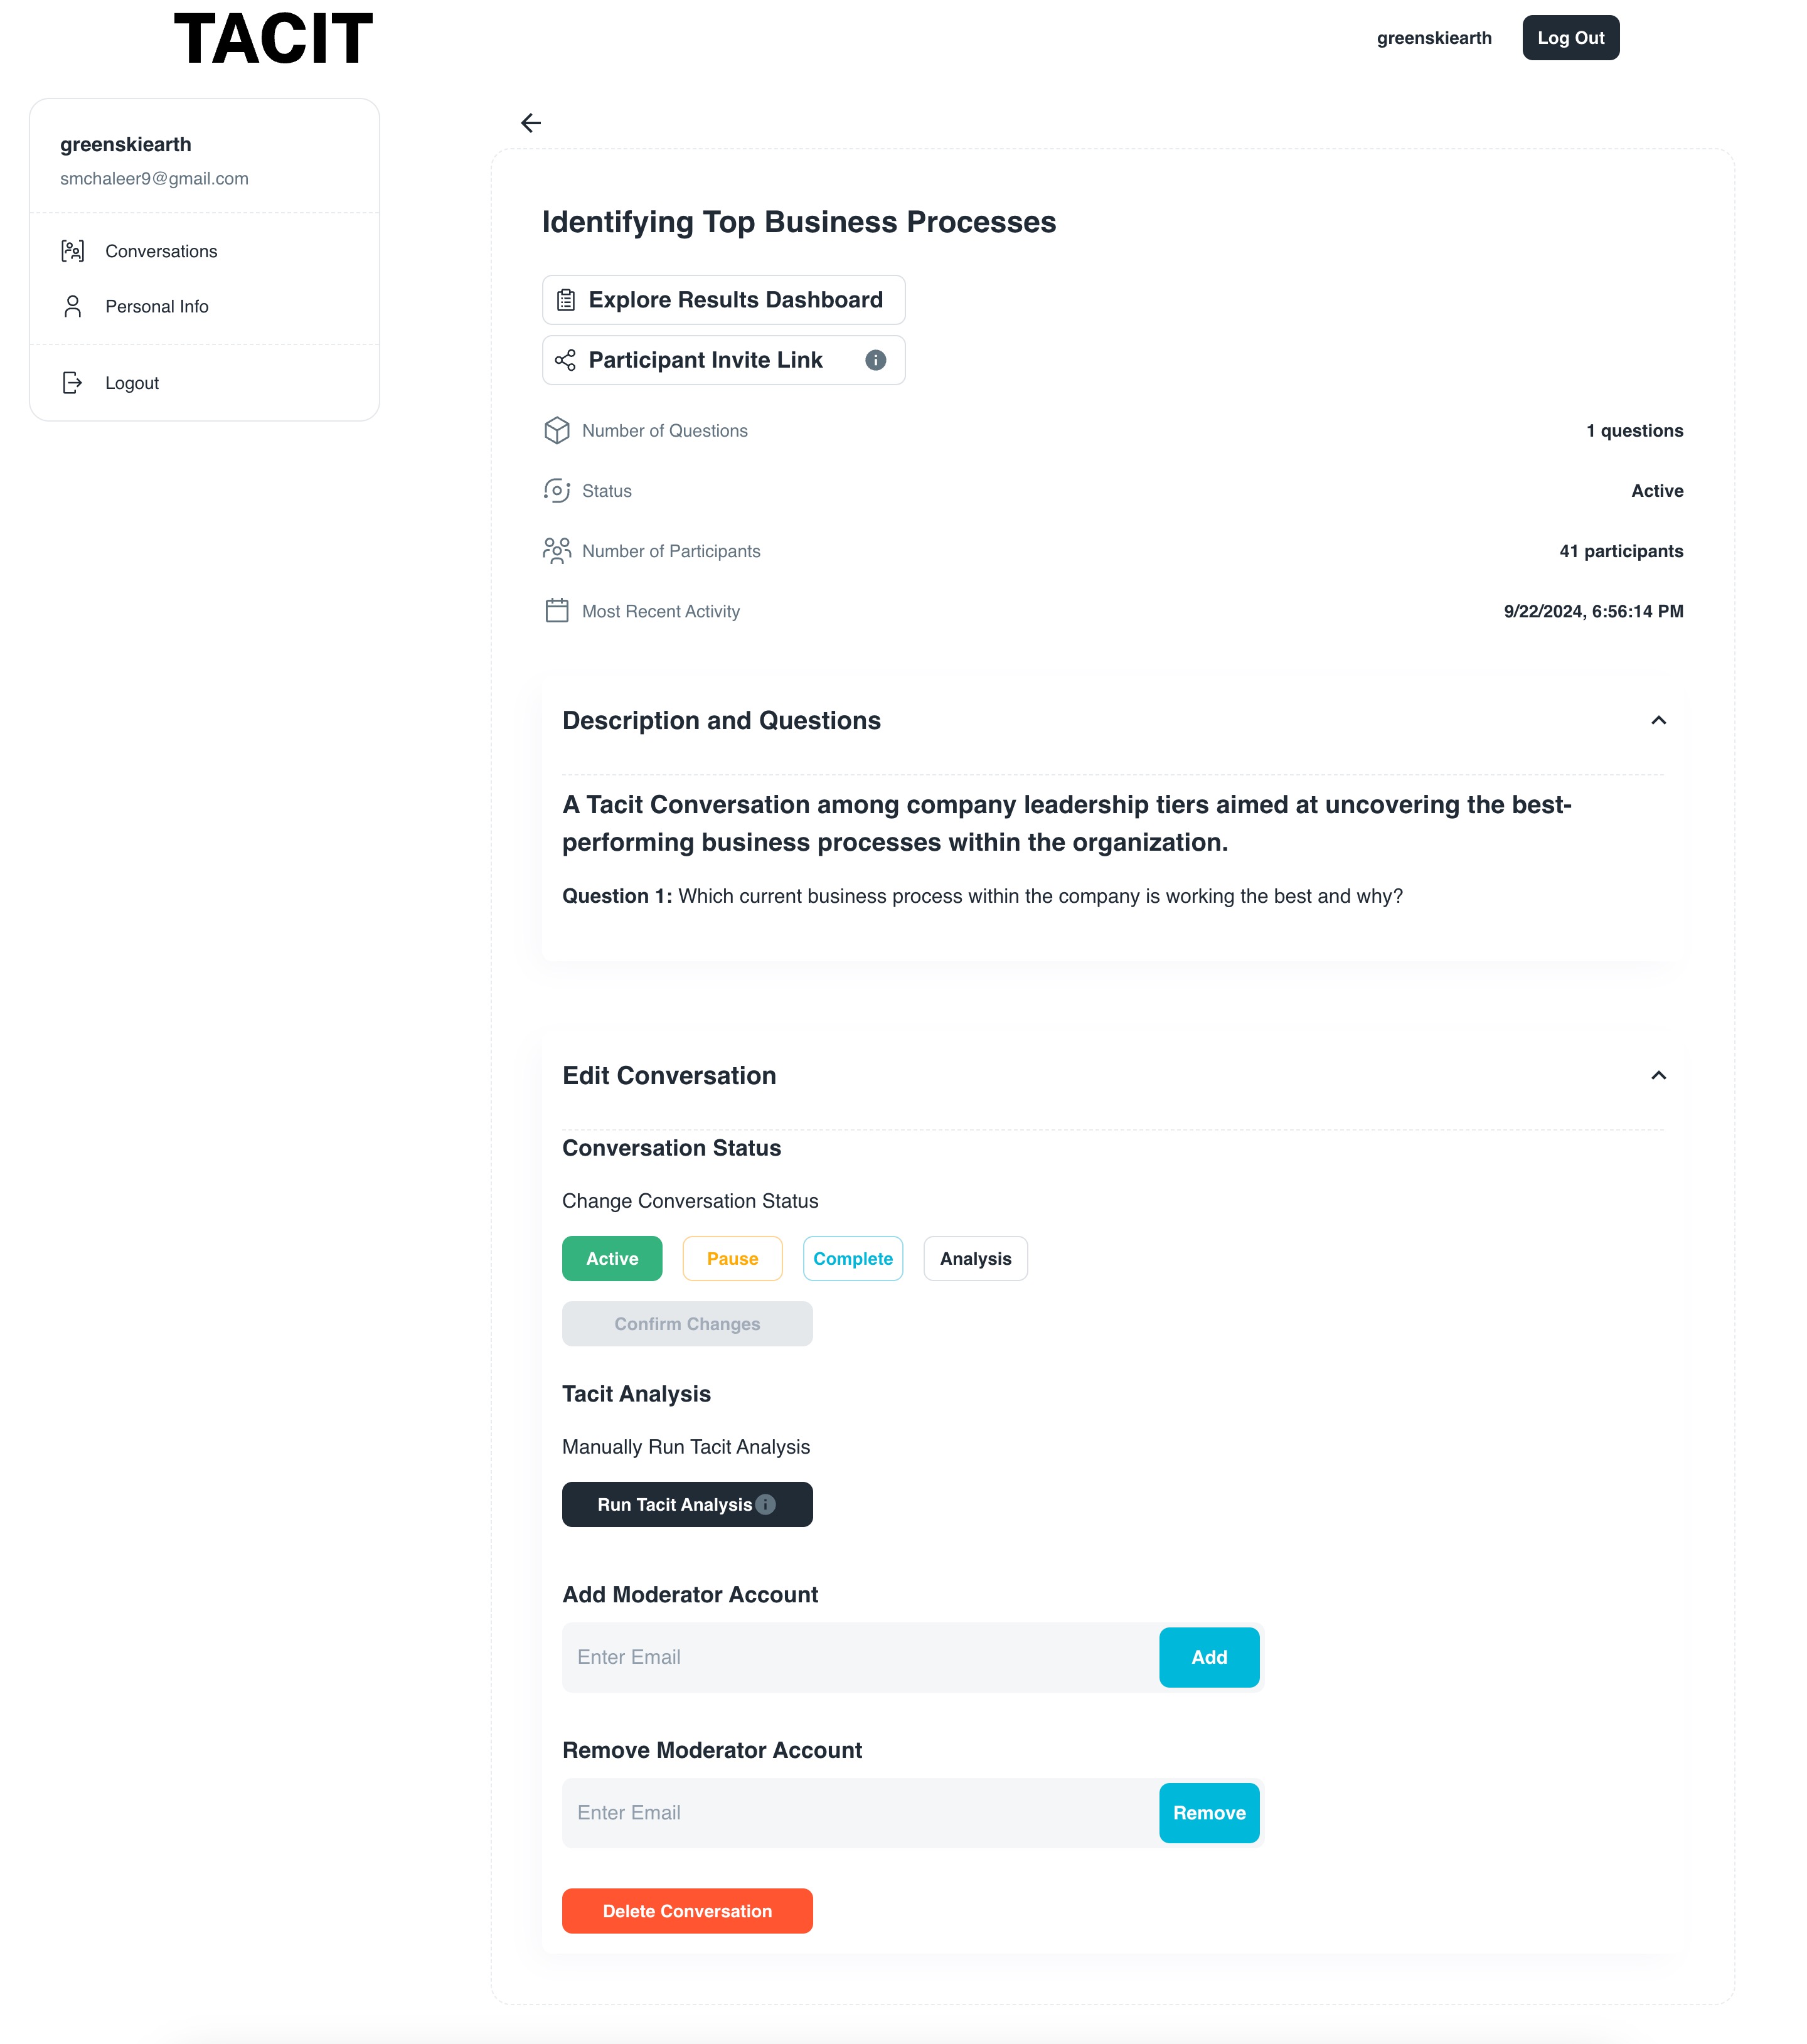 TACIT
greenskiearth
Log Out
greenskiearth
smchaleer9@gmail.com
Conversations
Personal Info
Logout
Identifying Top Business Processes
Explore Results Dashboard
Participant Invite Link
Number of Questions
1 questions
Status
Active
Number of Participants
41 participants
Most Recent Activity
9/22/2024, 6:56:14 PM
Description and Questions
A Tacit Conversation among company leadership tiers aimed at uncovering the best-
performing business processes within the organization.
Question 1: Which current business process within the company is working the best and why?
Edit Conversation
Conversation Status
Change Conversation Status
Active
Pause
Complete
Analysis
Confirm Changes
Tacit Analysis
Manually Run Tacit Analysis
Run Tacit Analysis
Add Moderator Account
Enter Email
Add
Remove Moderator Account
Enter Email
Remove
Delete Conversation